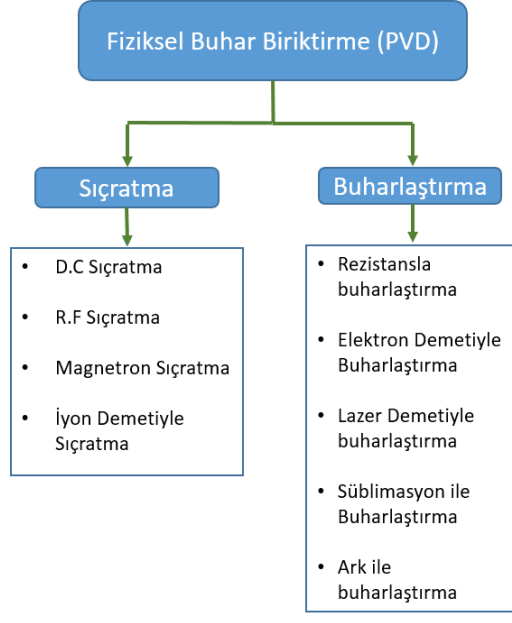 Fiziksel Buhar Biriktirme (PVD)
Sıçratma
Buharlaştırma
• D.C Sıçratma
• R.F Sıçratma
• Magnetron Sıçratma
• İyon Demetiyle
Sıçratma
• Rezistansla
buharlaştırma
• Elektron Demetiyle
Buharlaştırma
• Lazer Demetiyle
buharlaştırma
• Süblimasyon ile
Buharlaştırma
• Ark ile
buharlaştırma